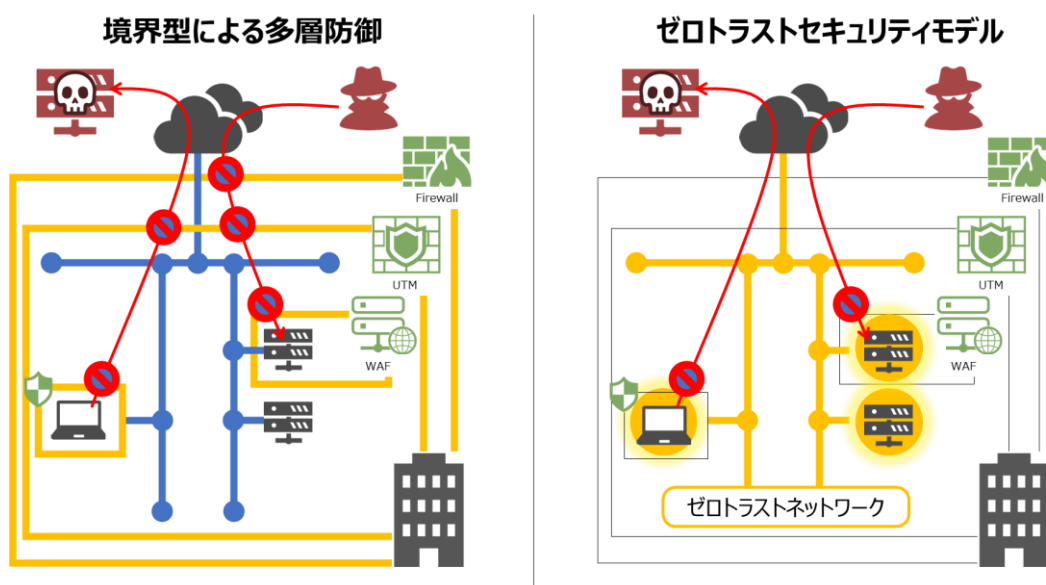 境界型による多層防御
Firewall
UTM
WAF
ゼロトラストセキュリティモデル
Firewall
UTM
WAF
ゼロトラストネットワーク